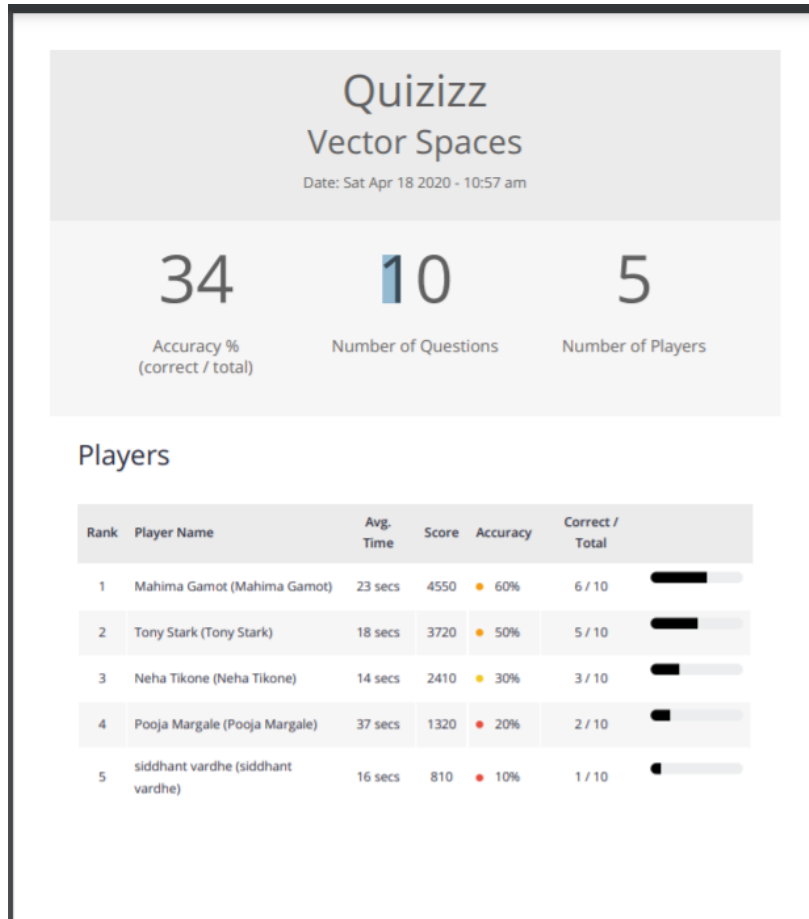 Quizizz
Vector Spaces
Date: Sat Apr 18 2020 - 10:57 am
34 10 5
Accuracy % Number of Questions Number of Players
(correct / total)
Players
Rank Player Name Avg. Time Score Accuracy Correct / Total
1 Mahima Gamot (Mahima Gamot) 23 secs 4550 60% 6 / 10
2 Tony Stark (Tony Stark) 18 secs 3720 50% 5 / 10
3 Neha Tikone (Neha Tikone) 14 secs 2410 30% 3 / 10
4 Pooja Margale (Pooja Margale) 37 secs 1320 20% 2 / 10
5 siddhant vardhe (siddhant vardhe) 16 secs 810 10% 1 / 10